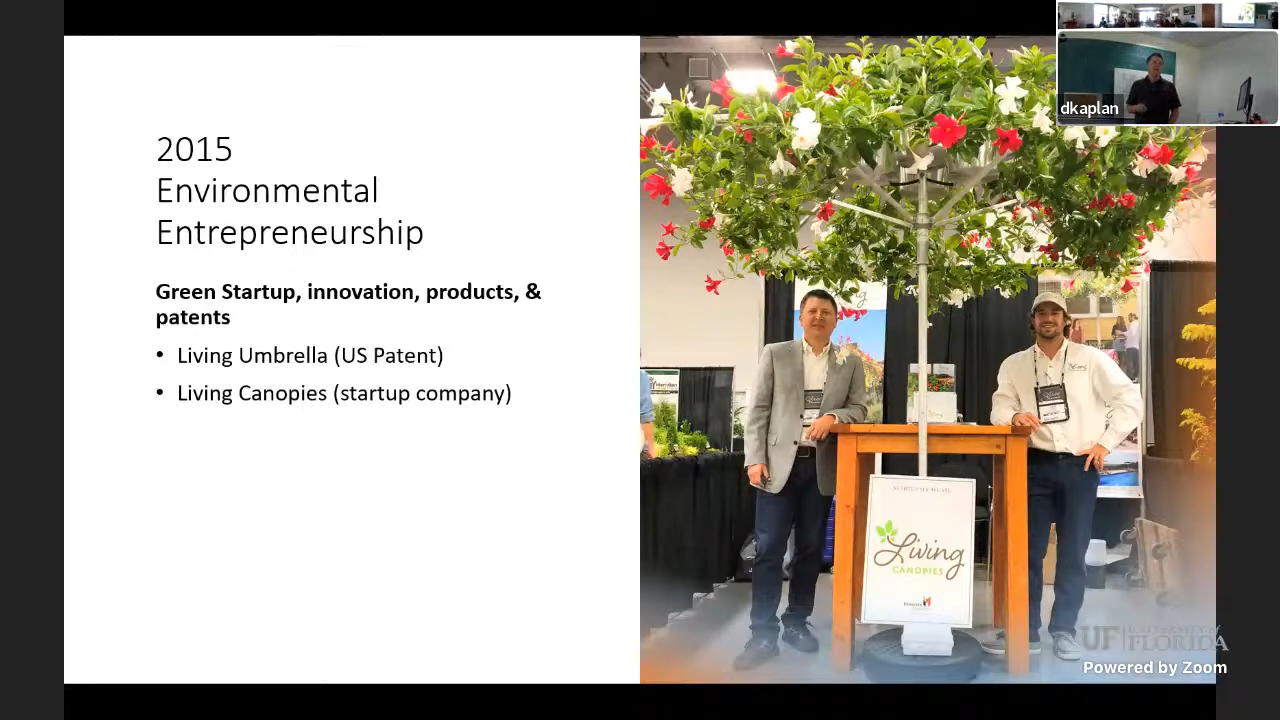 2015
Environmental
Entrepreneurship
Green Startup, innovation, products, &
patents
• Living Umbrella (US Patent)
• Living Canopies (startup company)
dkaplan
Living
CANOPIES
UF UNIVERSITY of
FLORIDA
Powered by Zoom